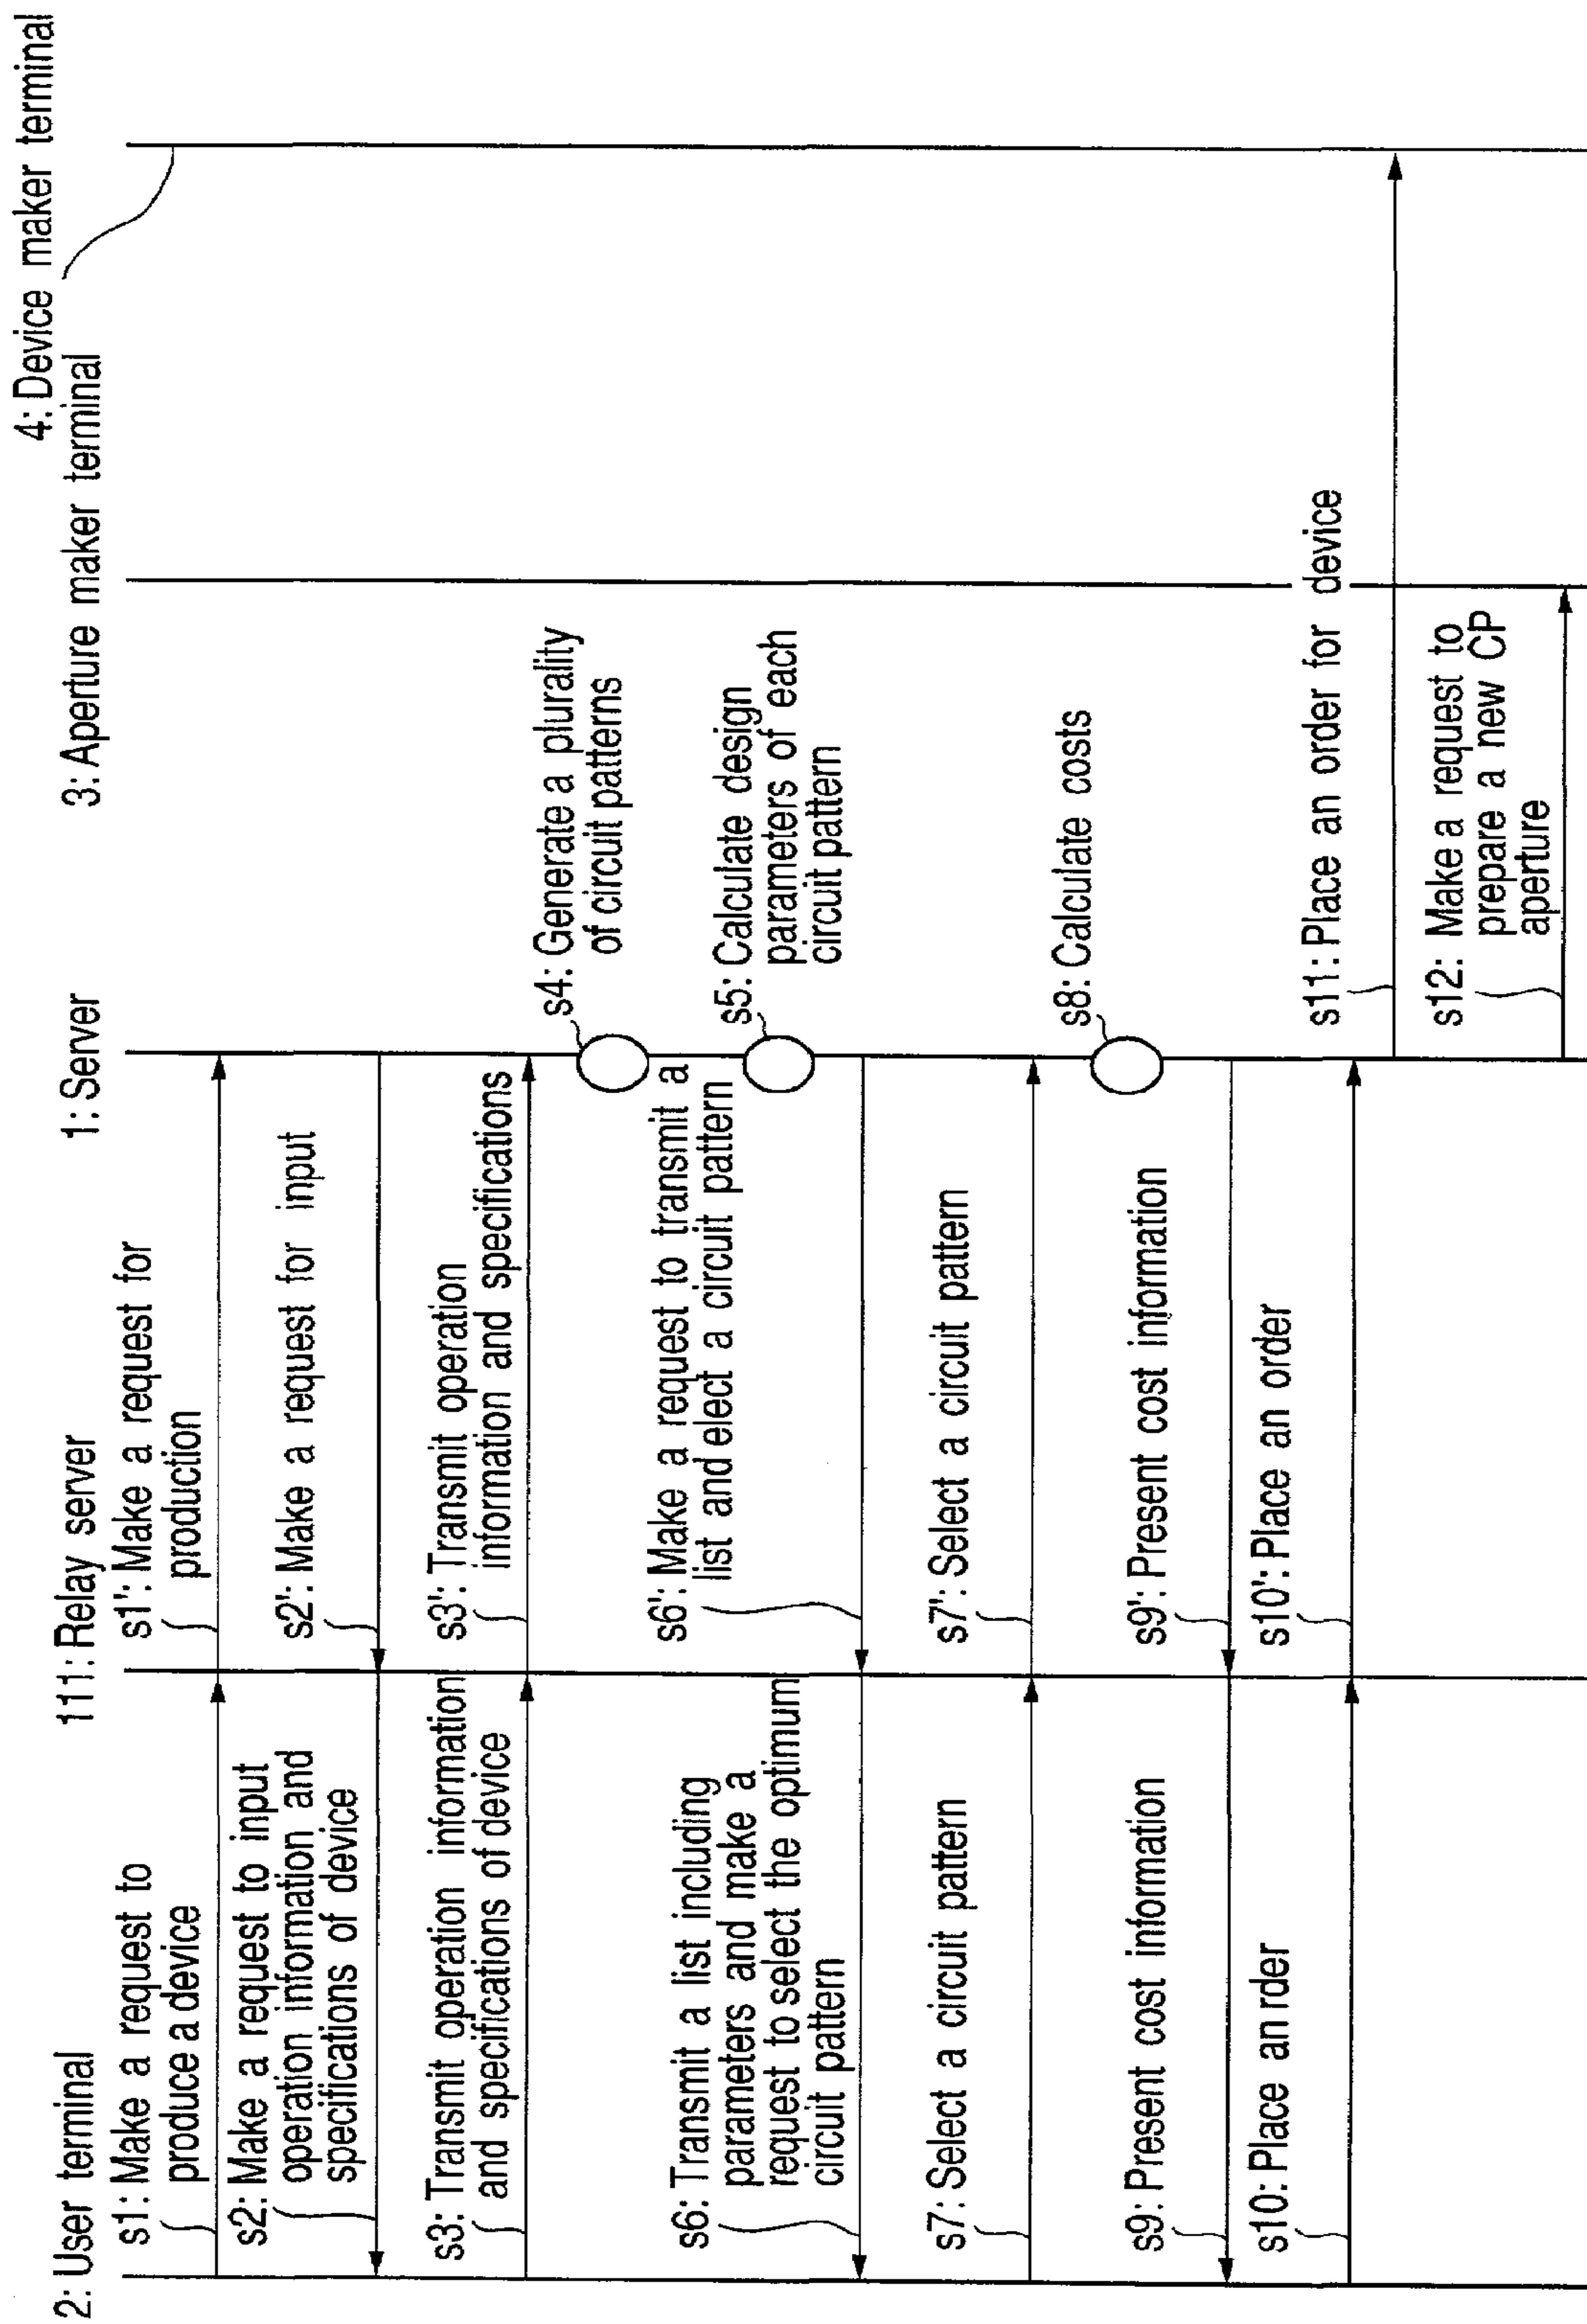 2: User terminal
111: Relay server
1: Server
3: Aperture maker terminal
4: Device maker terminal
s1: Make a request to
produce a device
s1': Make a request for
production
s2: Make a request to input
operation information and
specifications of device
s2': Make a request for input
s3: Transmit operation information
and specifications of device
s3': Transmit operation
information and specifications
s4: Generate a plurality
of circuit patterns
s5: Calculate design
parameters of each
circuit pattern
s6: Transmit a list including
parameters and make a
request to select the optimum
circuit pattern
s6': Make a request to transmit a
list and elect a circuit pattern
s7: Select a circuit pattern
s7': Select a circuit pattern
s8: Calculate costs
s9: Present cost information
s9': Present cost information
s10: Place an rder
s10': Place an order
s11: Place an order for device
s12: Make a request to
prepare a new CP
aperture